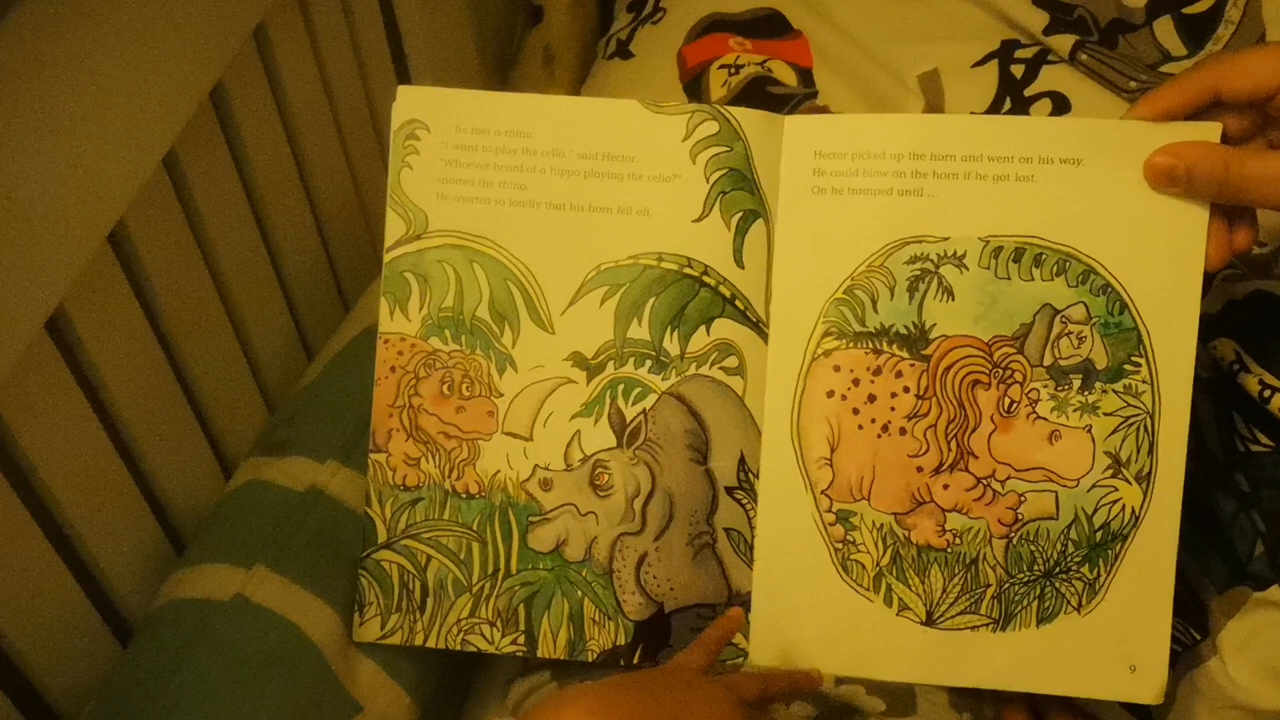 ... he met a rhino.
"I want to play the cello," said Hector.
"Whoever heard of a hippo playing the cello?"
snorted the rhino.
He snorted so loudly that his horn fell off.
Hector picked up the horn and went on his way.
He could blow on the horn if he got lost.
On he tramped until ...
9